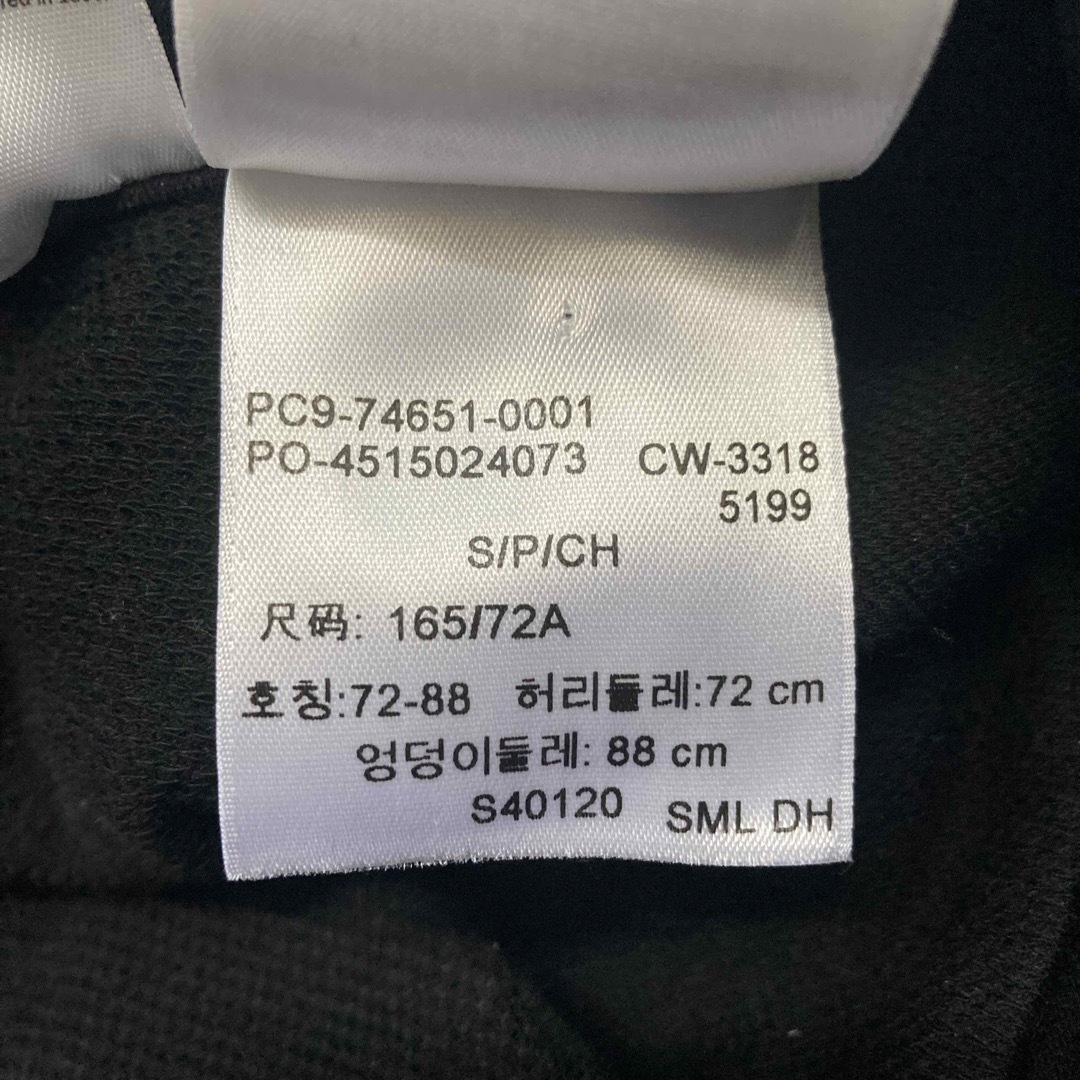 PC9-74651-0001
PO-4515024073 CW-3318
5199
S/P/CH
尺码: 165/72A
호칭:72-88 허리둘레:72 cm
엉덩이둘레: 88 cm
S40120 SML DH